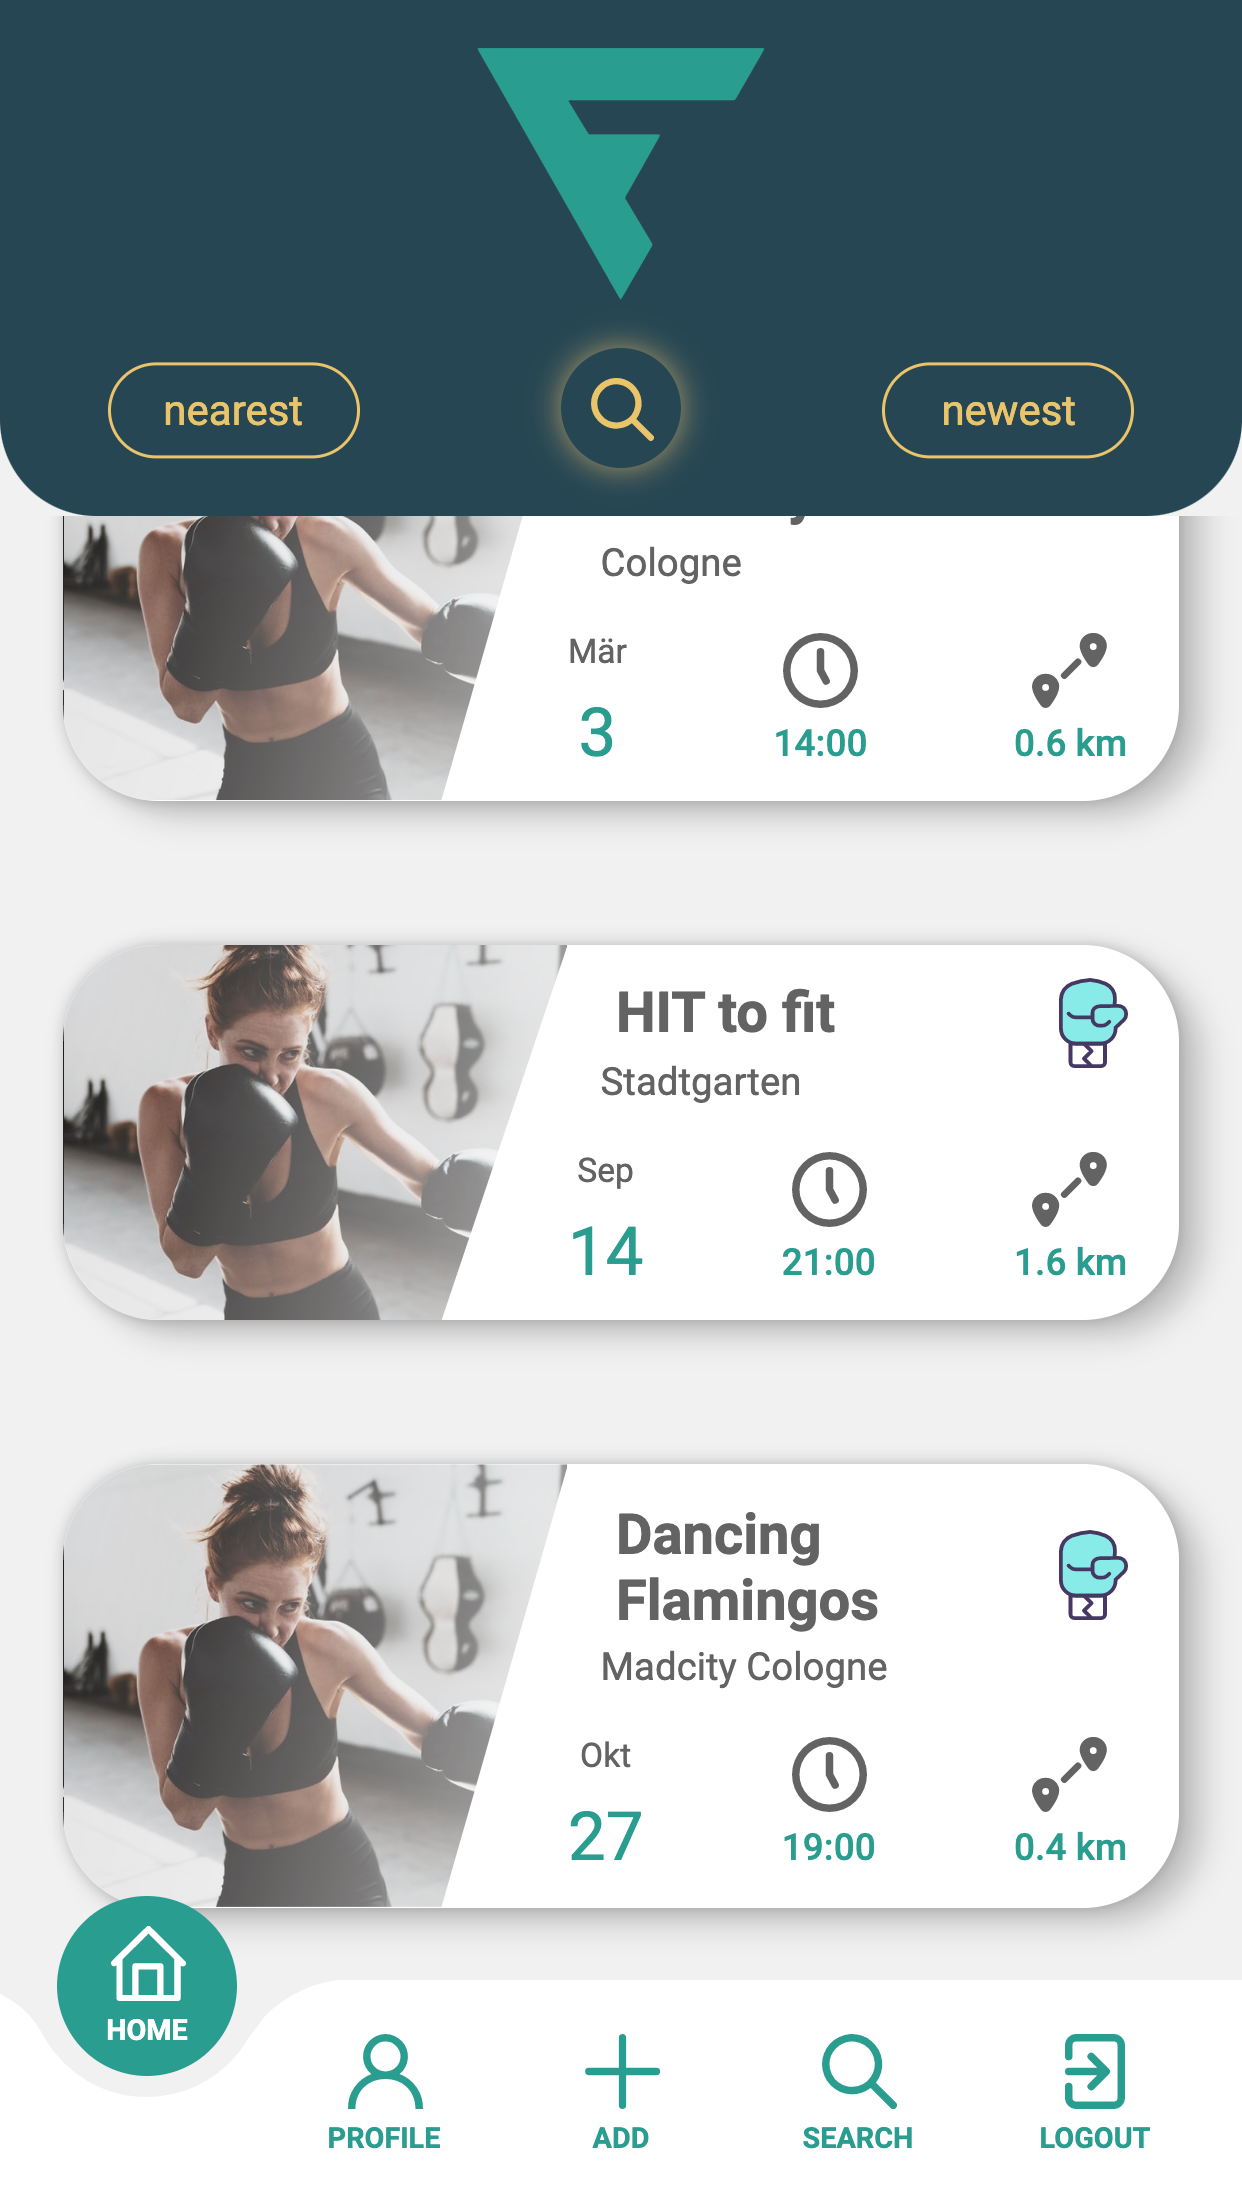 nearest
newest
Cologne
Mär
3
14:00
0.6 km
HIT to fit
Stadtgarten
Sep
14
21:00
1.6 km
Dancing
Flamingos
Madcity Cologne
Okt
27
19:00
0.4 km
HOME
PROFILE
ADD
SEARCH
LOGOUT